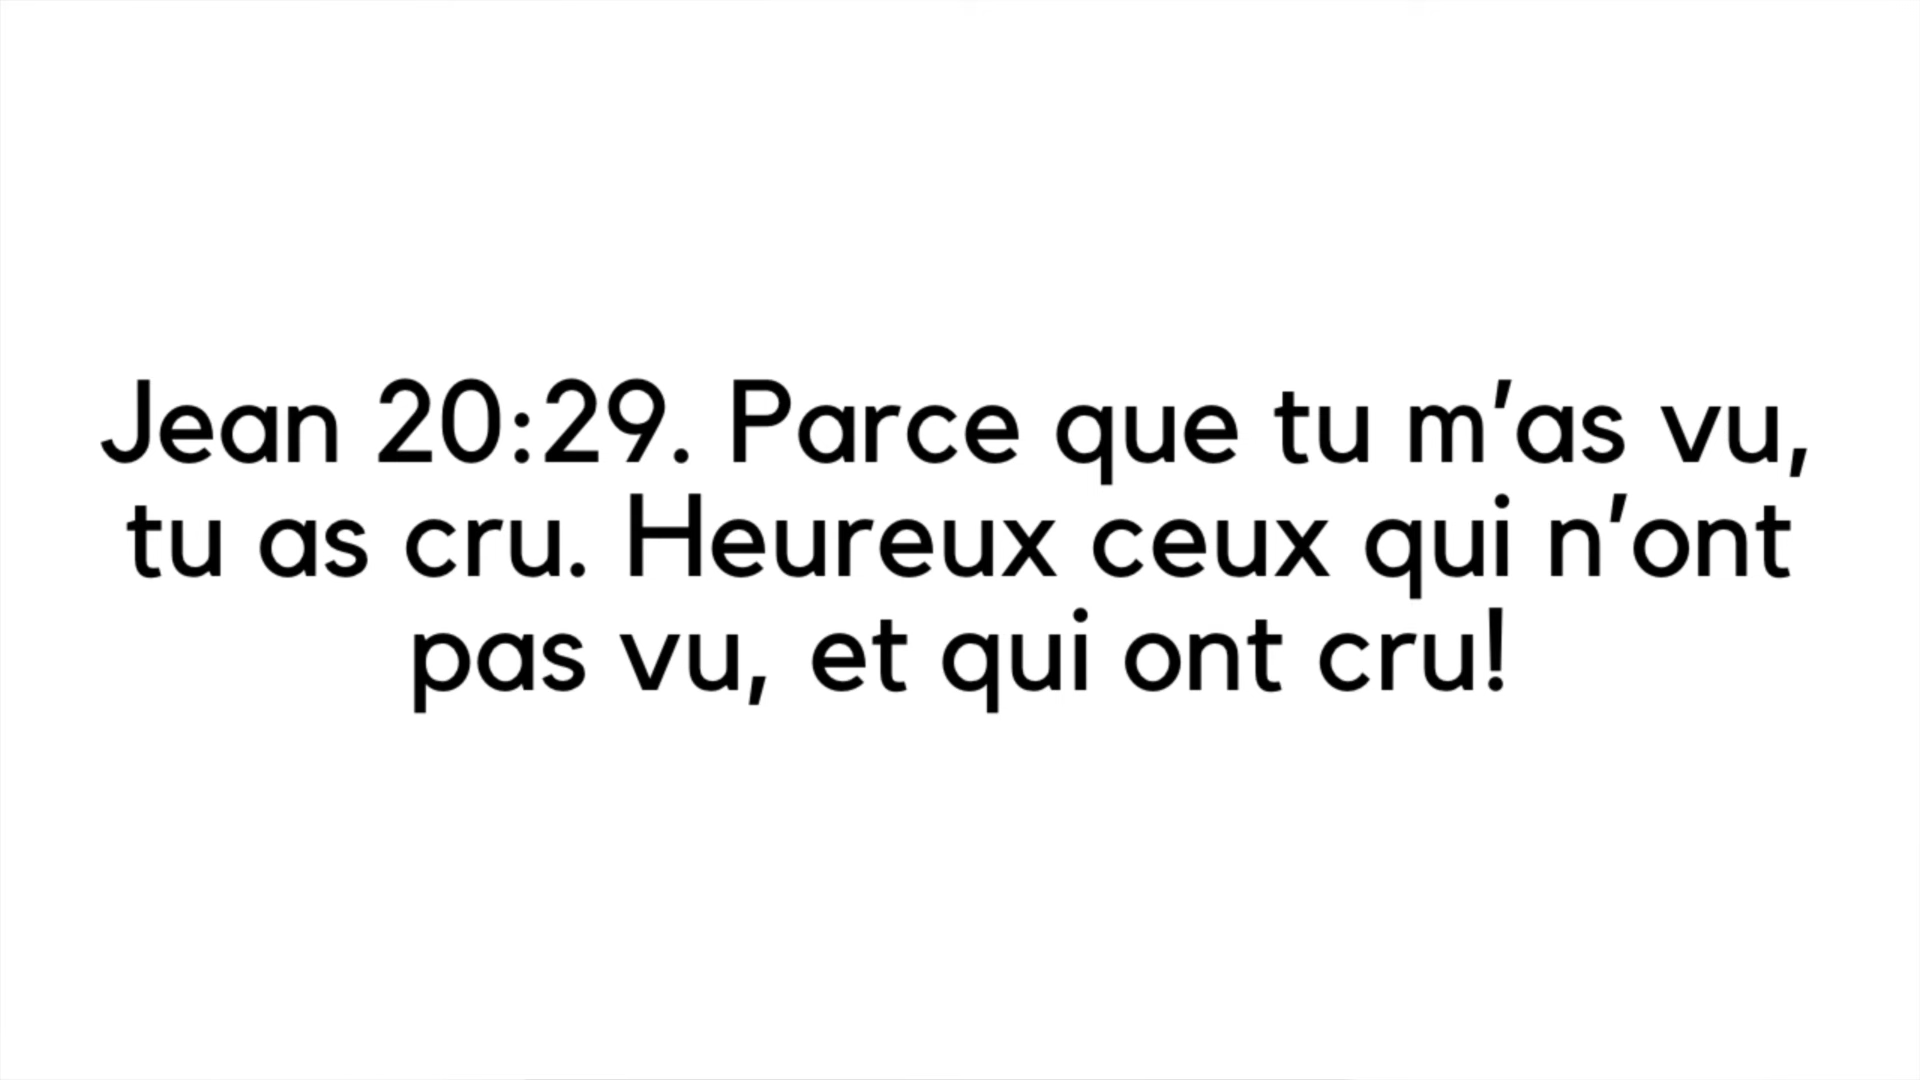 Jean 20:29. Parce que tu m’as vu,
tu as cru. Heureux ceux qui n’ont
pas vu, et qui ont cru!